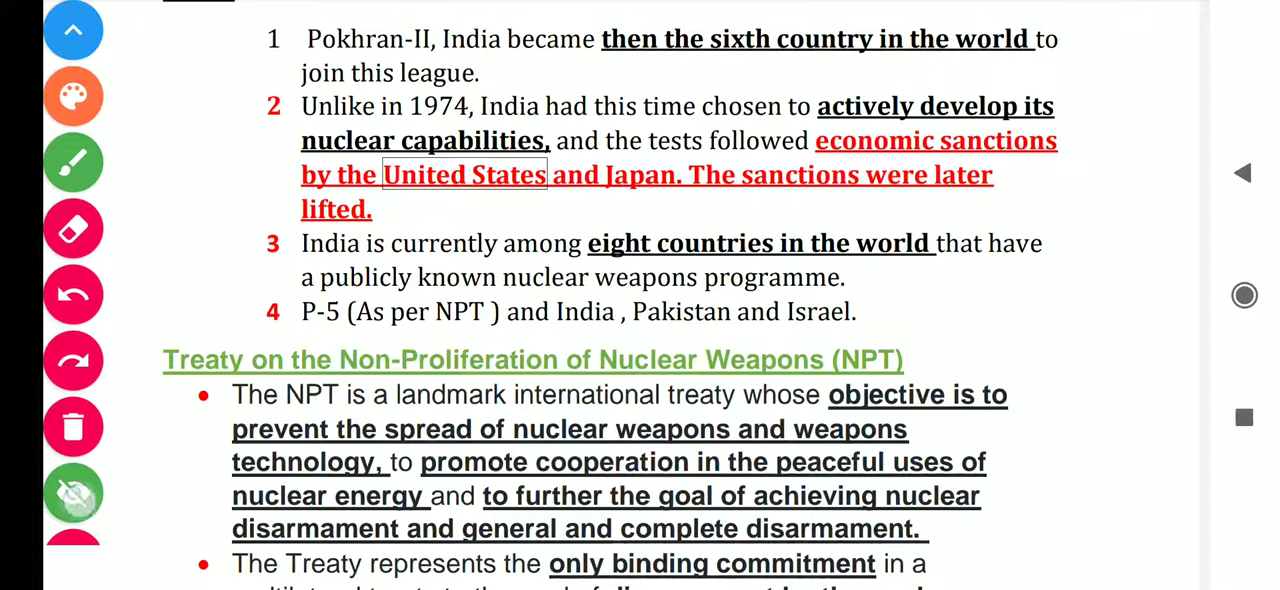 1 Pokhran-II, India became then the sixth country in the world to
join this league.
2 Unlike in 1974, India had this time chosen to actively develop its
nuclear capabilities, and the tests followed economic sanctions
by the United States and Japan. The sanctions were later
lifted.
3 India is currently among eight countries in the world that have
a publicly known nuclear weapons programme.
4 P-5 (As per NPT ) and India , Pakistan and Israel.
Treaty on the Non-Proliferation of Nuclear Weapons (NPT)
• The NPT is a landmark international treaty whose objective is to
prevent the spread of nuclear weapons and weapons
technology, to promote cooperation in the peaceful uses of
nuclear energy and to further the goal of achieving nuclear
disarmament and general and complete disarmament.
• The Treaty represents the only binding commitment in a